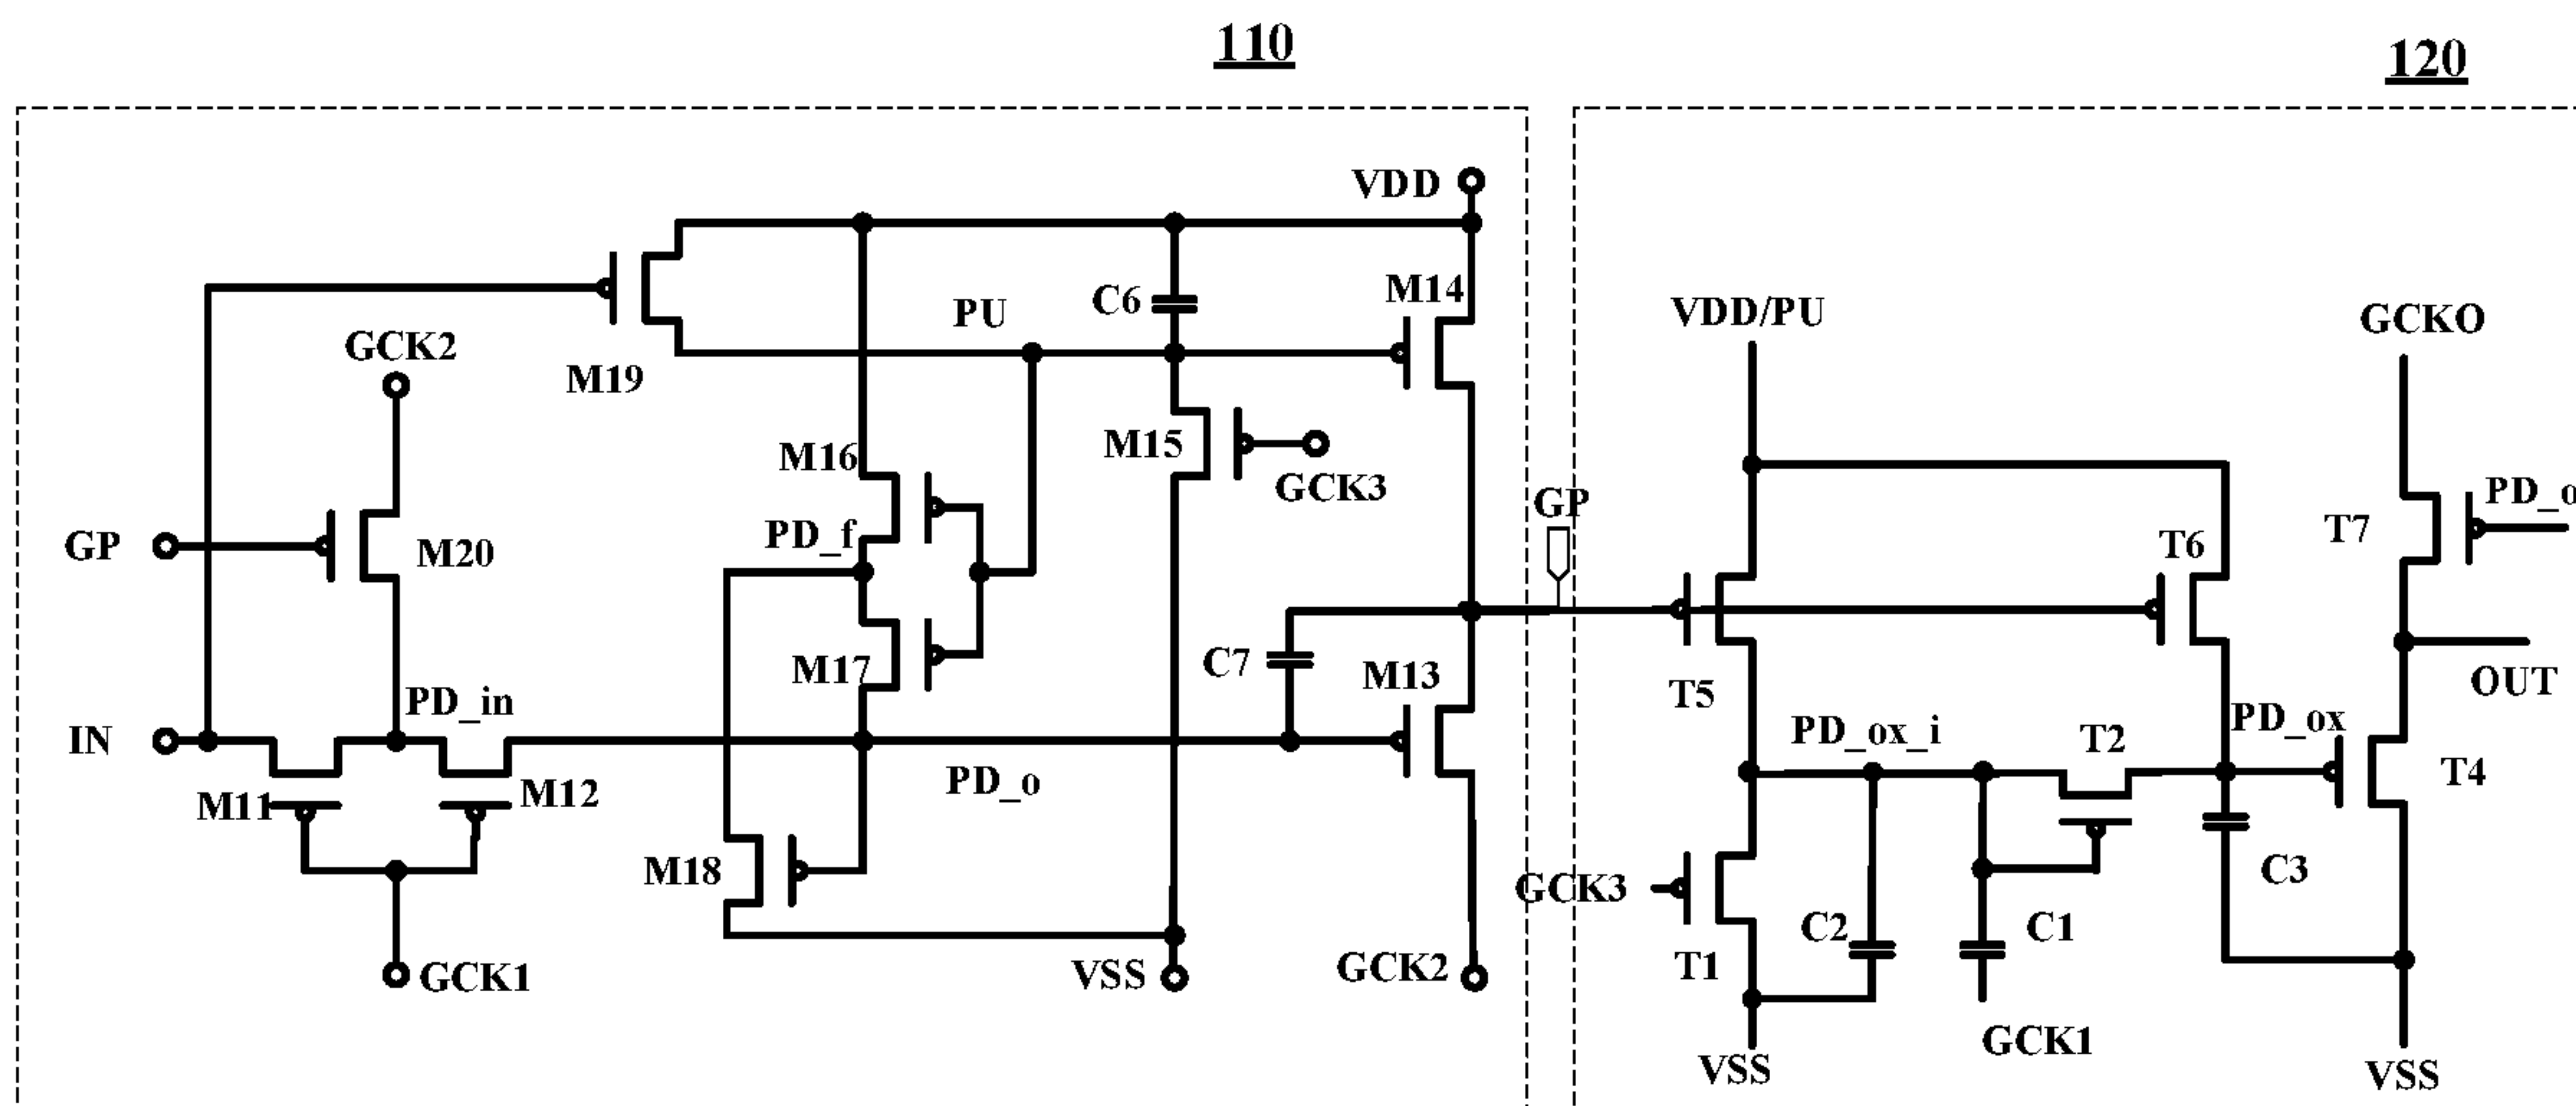 110
120
VDD
M14
C6
PU
VDD/PU
GCKO
GCK2
M19
M16
M15
GCK3
GP
PD_o
T7
T6
PD_f
GP
M20
M17
C7
M13
T5
OUT
PD_in
IN
PD_ox_i
T2
PD_ox
T4
M11
M12
PD_o
M18
GCK3
C3
C2
C1
T1
GCK1
VSS
GCK2
GCK1
VSS
VSS